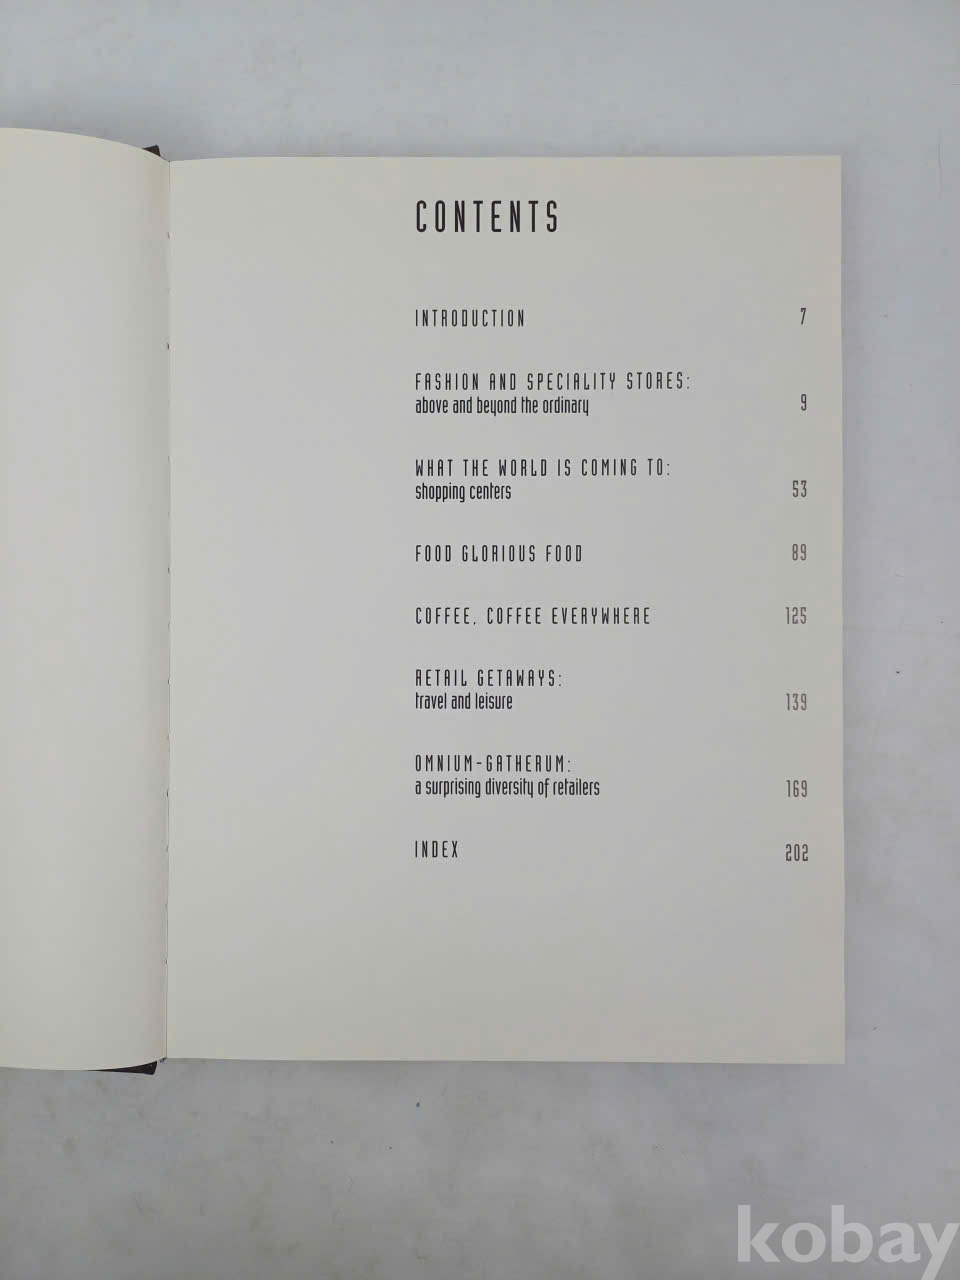 CONTENTS
INTRODUCTION 7
FASHION AND SPECIALITY STORES:
above and beyond the ordinary 9
WHAT THE WORLD IS COMING TO:
shopping centers 53
FOOD GLORIOUS FOOD 89
COFFEE, COFFEE EVERYWHERE 125
RETAIL GETAWAYS:
travel and leisure 139
OMNIUM-GATHERUM:
a surprising diversity of retailers 169
INDEX 202
kobay